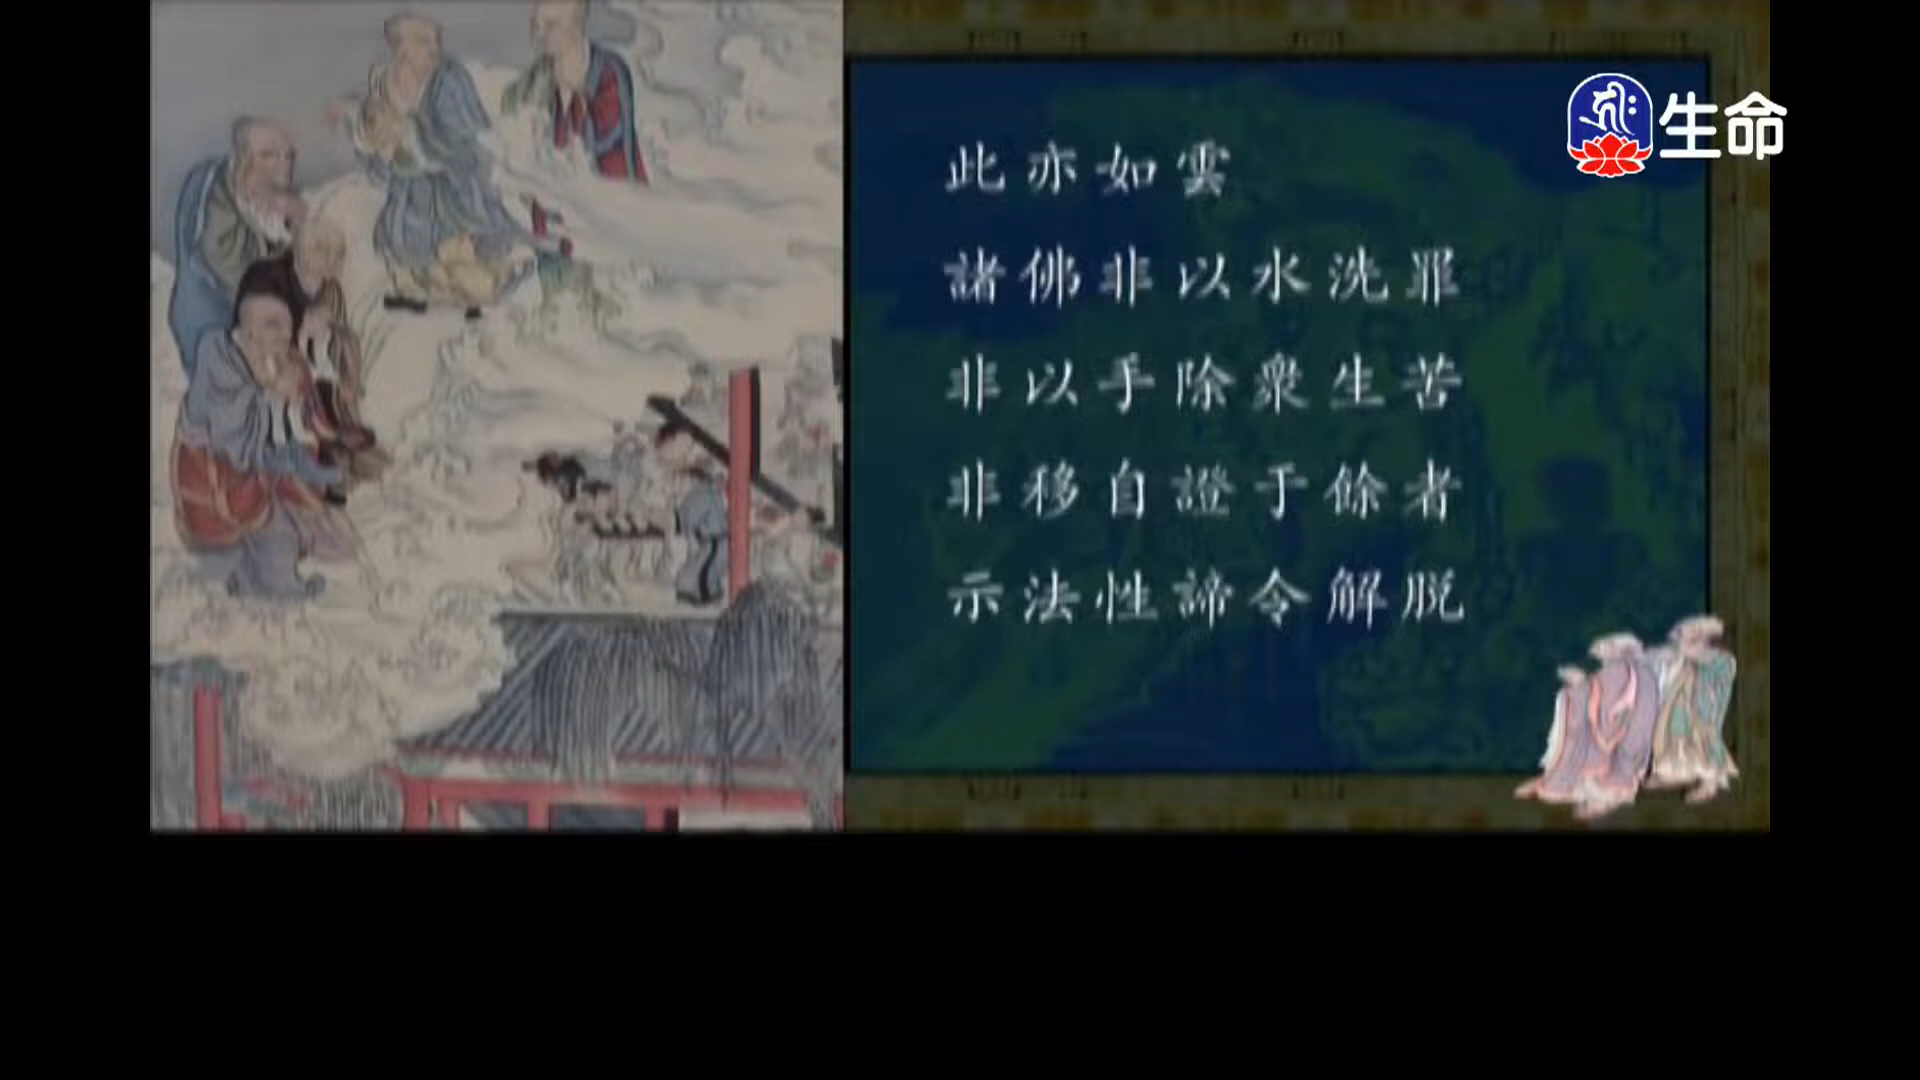 生命
此亦如雲
諸佛非以水洗罪
非以手除衆生苦
非移自證于餘者
示法性諦令解脱